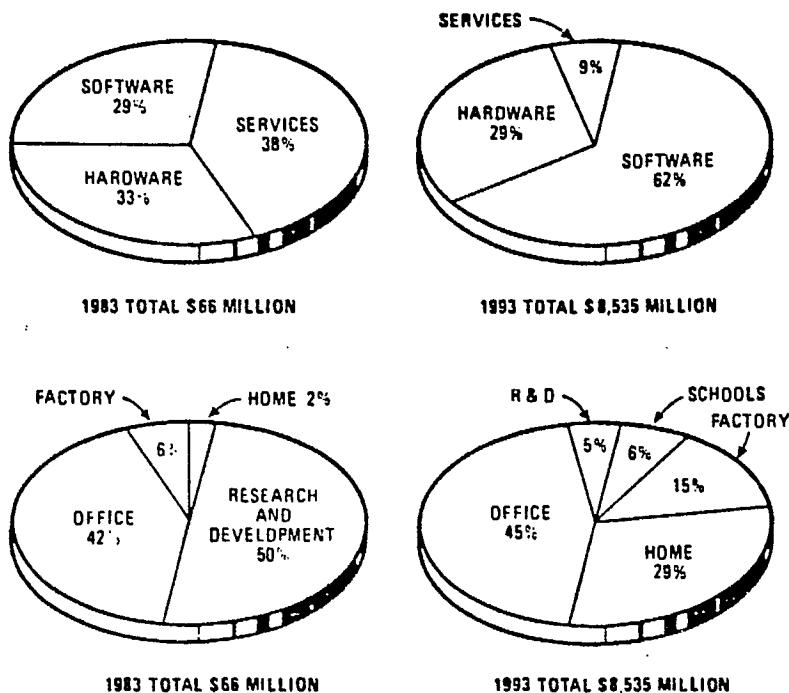 SERVICES
SOFTWARE
29%
SERVICES
38%
HARDWARE
33%
9%
HARDWARE
29%
SOFTWARE
62%
1983 TOTAL $66 MILLION
1993 TOTAL $8,535 MILLION
FACTORY
HOME 2%
6%
OFFICE
42%
RESEARCH
AND
DEVELOPMENT
50%
R & D
SCHOOLS
FACTORY
5%
6%
15%
OFFICE
45%
HOME
29%
1983 TOTAL $66 MILLION
1993 TOTAL $8,535 MILLION